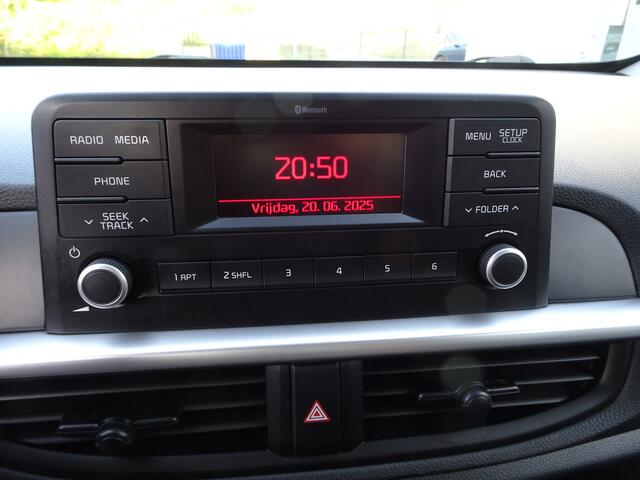 Bluetooth
RADIO MEDIA
PHONE
SEEK
TRACK
20:50
Vrijdag, 20. 06. 2025
MENU SETUP
CLOCK
BACK
FOLDER
1 RPT 2 SHFL 3 4 5 6